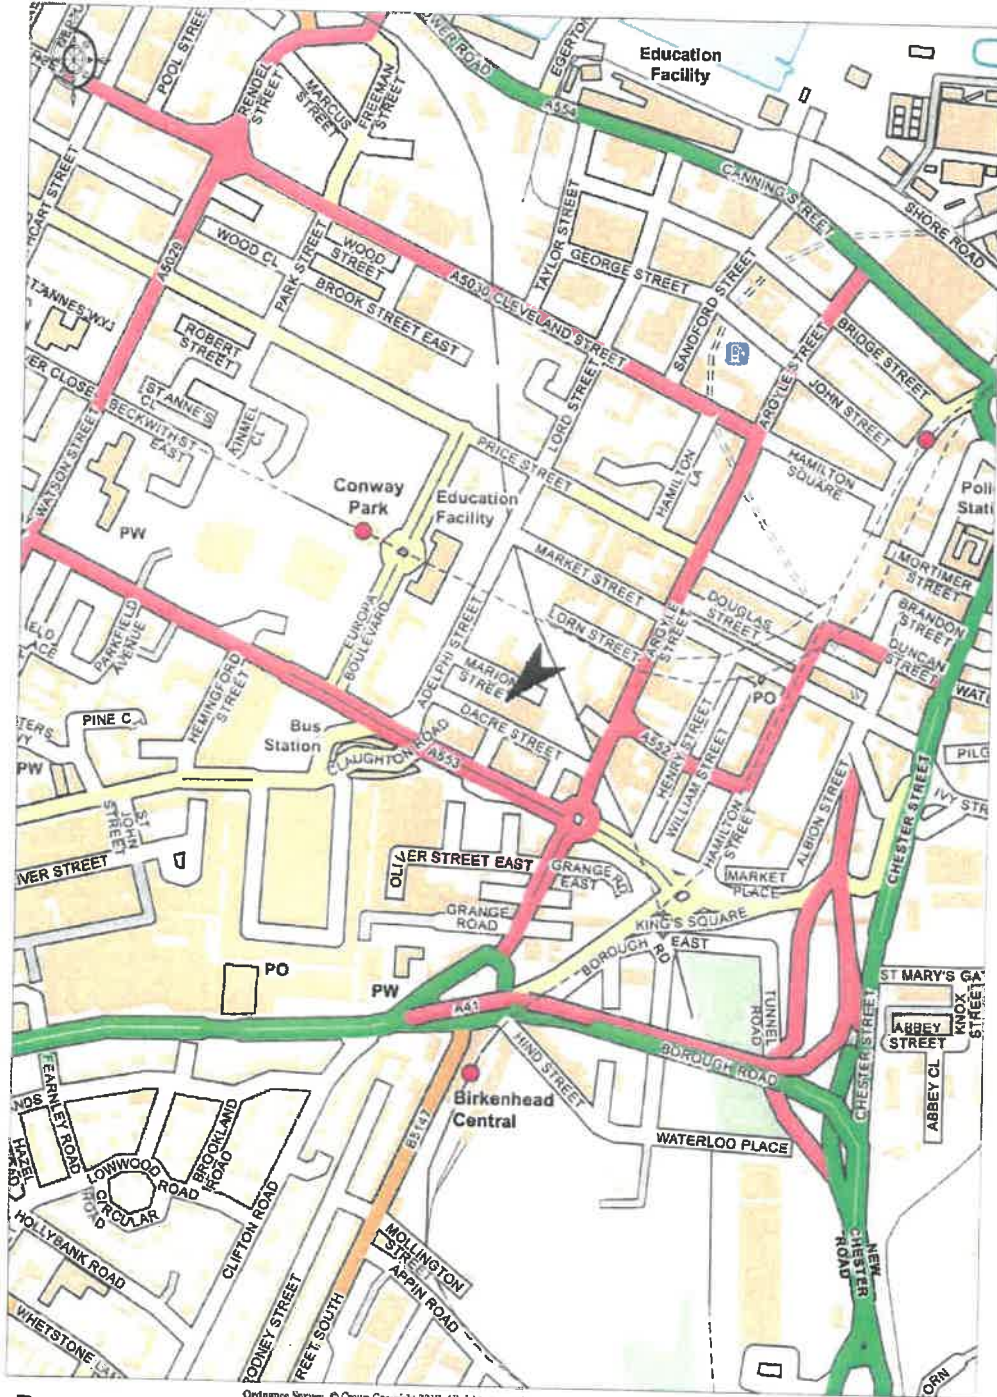 POOL STREET
RENDEL
STREET
MARCUS
STREET
FREEMAN
STREET
TOWER ROAD
EGERTON
Education
Facility
A554
CANNING STREET
SHORE ROAD
A5029
WOOD CL
PARK STREET
WOOD
STREET
BROOK STREET EAST
A5030 CLEVELAND STREET
TAYLOR STREET
GEORGE STREET
SANDFORD STREET
BRIDGE STREET
JOHN STREET
ARGYLE STREET
ROBERT
STREET
ST ANNE'S
CL
KINMEL
CL
BECKWITH ST
EAST
WATSON STREET
LORD STREET
PRICE STREET
HAMILTON
LA
HAMILTON
SQUARE
Conway
Park
Education
Facility
PW
MARKET STREET
DOUGLAS
STREET
MORTIMER
STREET
BRANDON
STREET
DUNCAN
STREET
EUROPA
BOULEVARD
ADELPHI STREET
LORN STREET
ARGYLE
STREET
MARION
STREET
DACRE STREET
PO
PARKFIELD
AVENUE
HEMINGFORD
STREET
Bus
Station
CLAUGHTON ROAD
A553
A552
HENRY STREET
WILLIAM STREET
HAMILTON
STREET
ALBION STREET
CHESTER STREET
PINE C
PW
ST
JOHN
STREET
OLIVER STREET EAST
GRANGE RD
EAST
MARKET
PLACE
GRANGE
ROAD
KING'S SQUARE
BOROUGH RD
EAST
PO
PW
A41
HIND STREET
BOROUGH ROAD
TUNNEL
ROAD
CHESTER STREET
ST MARY'S GAT
KNOX
STREET
ABBEY
STREET
ABBEY CL
FEARNLEY ROAD
HAZEL
BROOKLAND
ROAD
LOWWOOD
ROAD
CIRCULAR
ROAD
HOLLYBANK ROAD
CLIFTON ROAD
B5147
Birkenhead
Central
WATERLOO PLACE
MOLLINGTON
STREET
APPIN ROAD
NEW
CHESTER
ROAD
WHETSTONE
RODNEY STREET